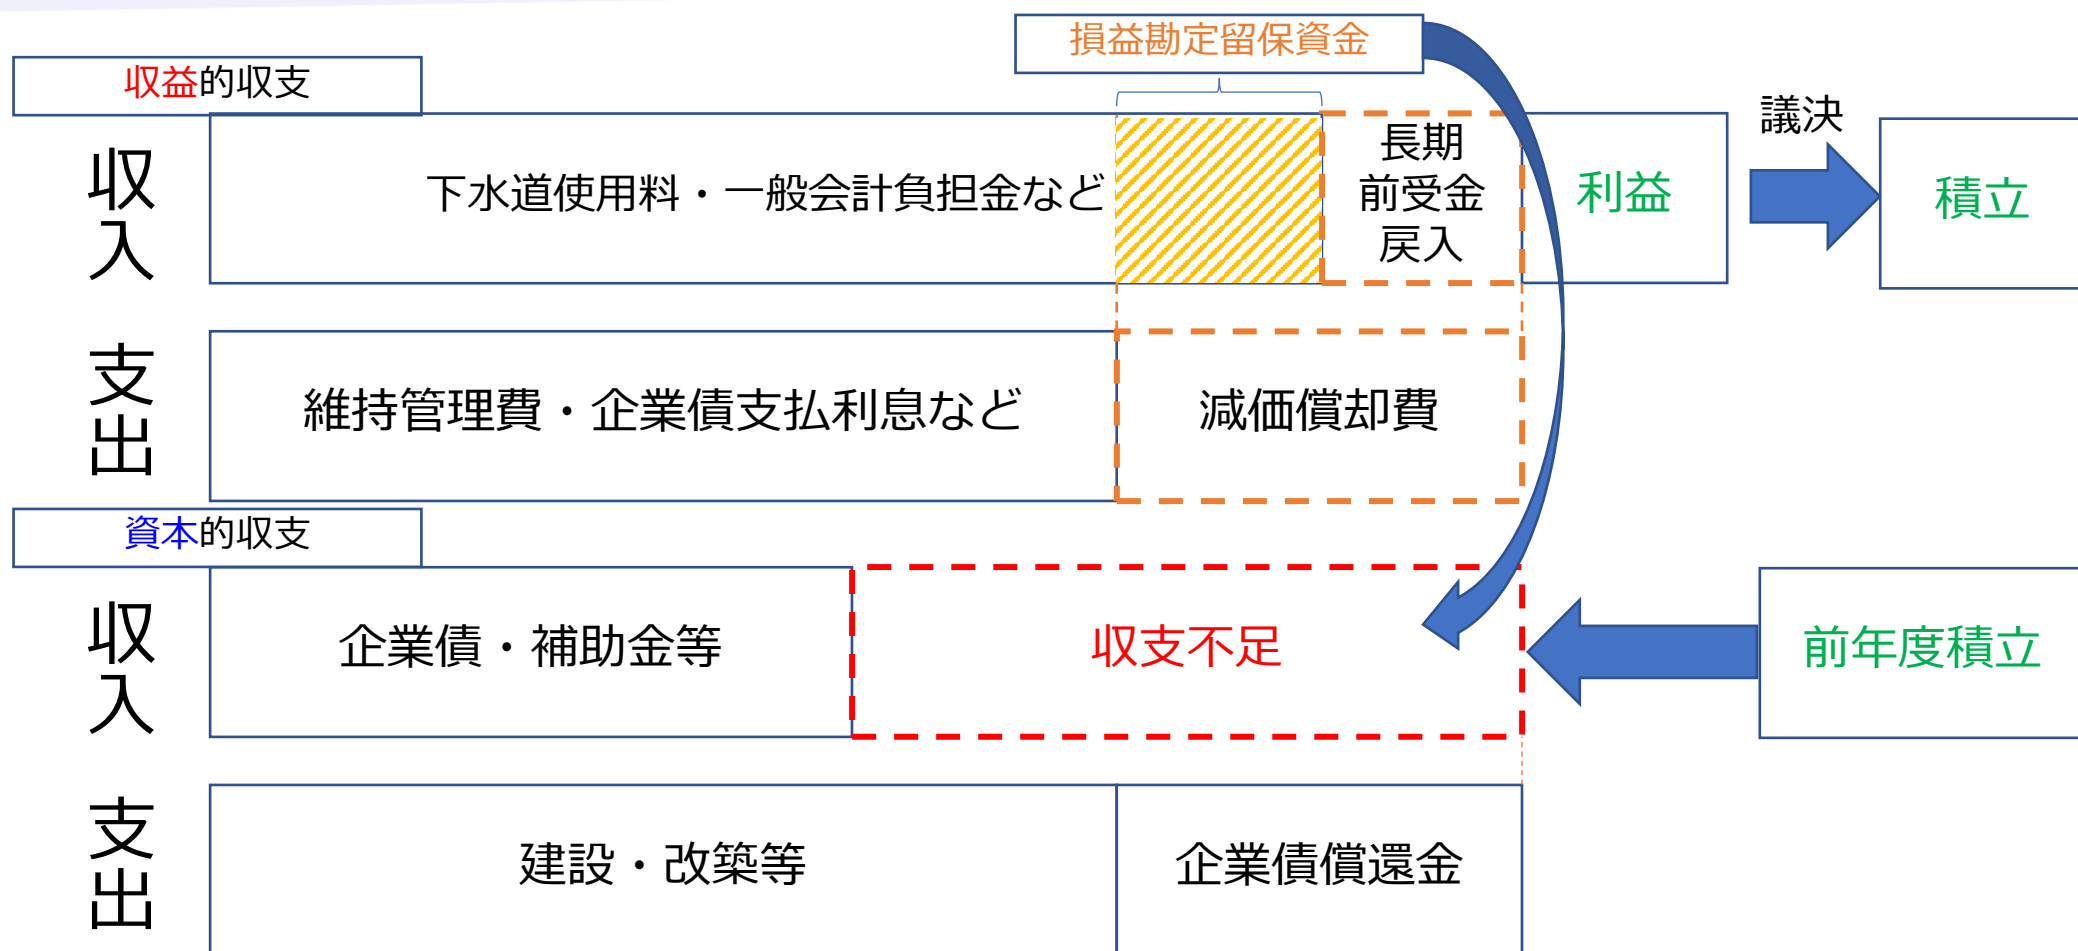 損益勘定留保資金
収益的収支
収入
下水道使用料・一般会計負担金など
長期
前受金
戻入
利益
議決
積立
支出
維持管理費・企業債支払利息など
減価償却費
資本的収支
収入
企業債・補助金等
収支不足
前年度積立
支出
建設・改築等
企業債償還金